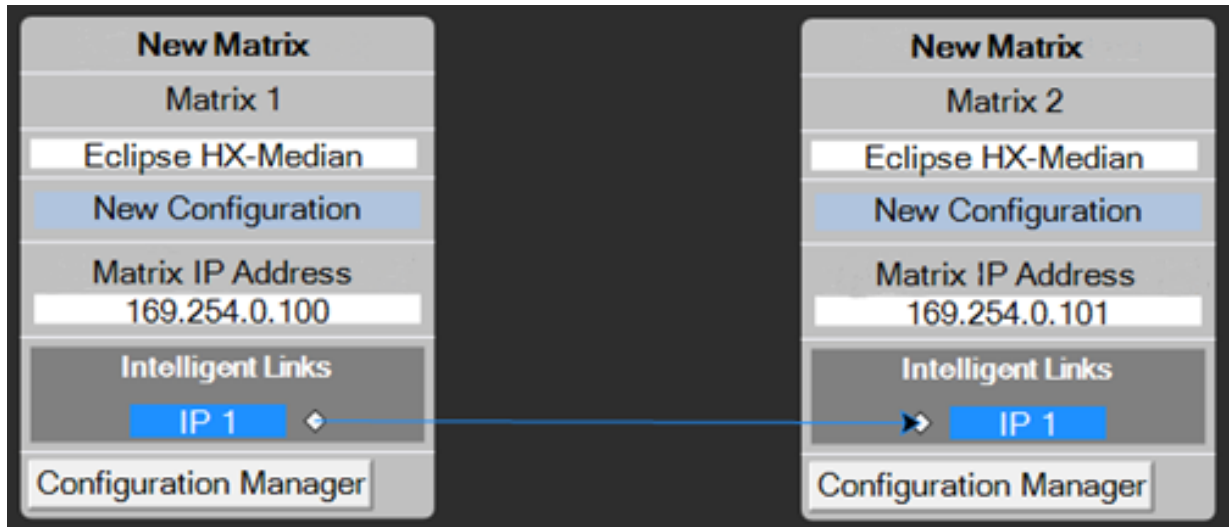 New Matrix
Matrix 1
Eclipse HX-Median
New Configuration
Matrix IP Address
169.254.0.100
Intelligent Links
IP 1
Configuration Manager
New Matrix
Matrix 2
Eclipse HX-Median
New Configuration
Matrix IP Address
169.254.0.101
Intelligent Links
IP 1
Configuration Manager